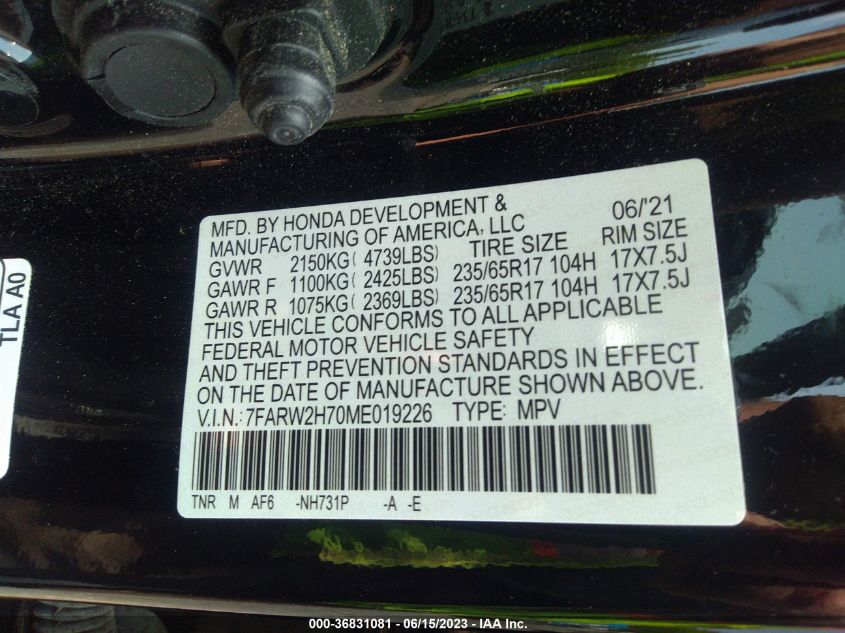 MFD. BY HONDA DEVELOPMENT & 06/'21
MANUFACTURING OF AMERICA, LLC
GVWR 2150KG( 4739LBS) TIRE SIZE RIM SIZE
GAWR F 1100KG( 2425LBS) 235/65R17 104H 17X7.5J
GAWR R 1075KG( 2369LBS) 235/65R17 104H 17X7.5J
THIS VEHICLE CONFORMS TO ALL APPLICABLE
FEDERAL MOTOR VEHICLE SAFETY
AND THEFT PREVENTION STANDARDS IN EFFECT
ON THE DATE OF MANUFACTURE SHOWN ABOVE.
V.I.N.: 7FARW2H70ME019226 TYPE: MPV
TNR M AF6 -NH731P -A -E
TLA A0
000-36831081 - 06/15/2023 - IAA Inc.